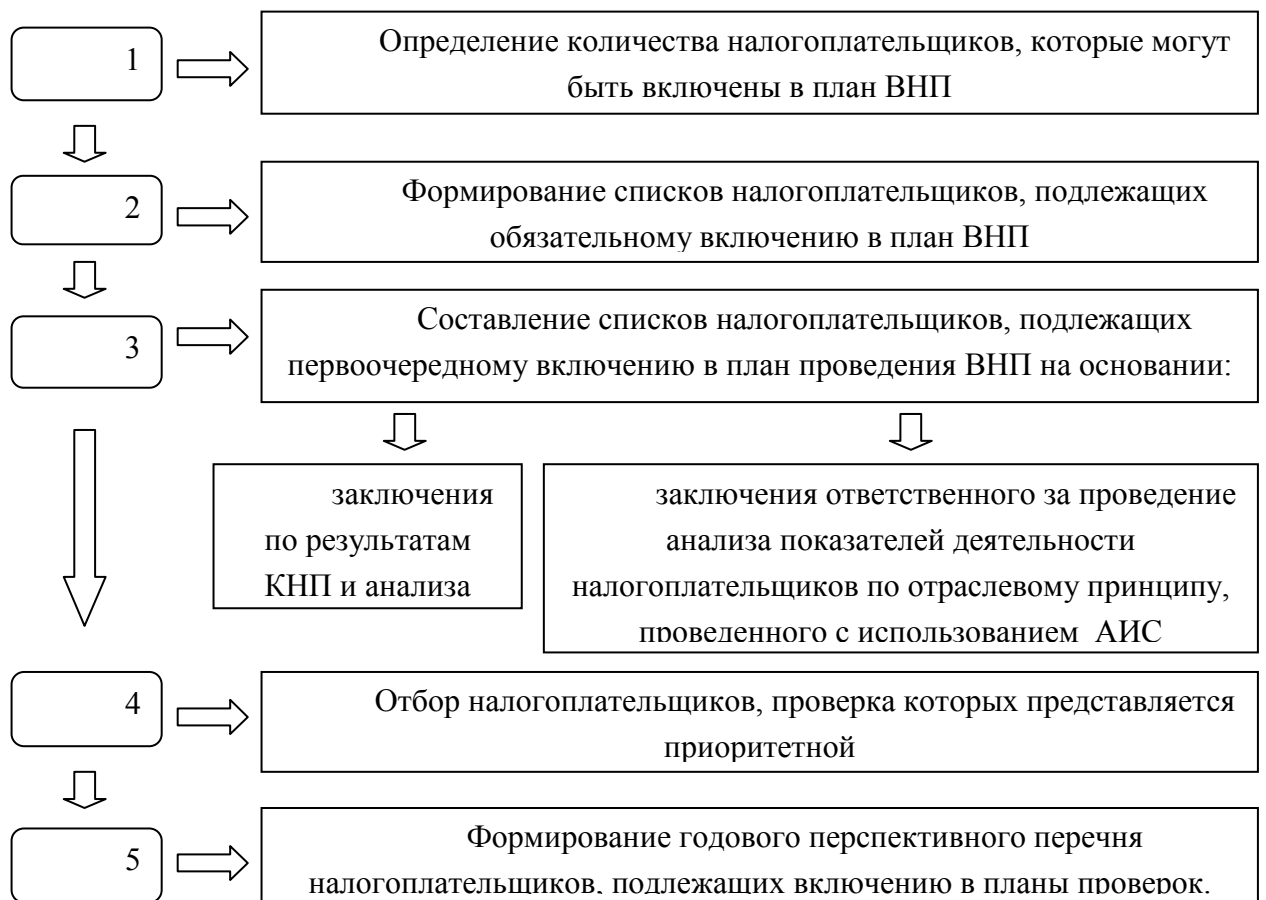 1
Определение количества налогоплательщиков, которые могут
быть включены в план ВНП
2
Формирование списков налогоплательщиков, подлежащих
обязательному включению в план ВНП
3
Составление списков налогоплательщиков, подлежащих
первоочередному включению в план проведения ВНП на основании:
заключения
по результатам
КНП и анализа
заключения ответственного за проведение
анализа показателей деятельности
налогоплательщиков по отраслевому принципу,
проведенного с использованием АИС
4
Отбор налогоплательщиков, проверка которых представляется
приоритетной
5
Формирование годового перспективного перечня
налогоплательщиков, подлежащих включению в планы проверок.